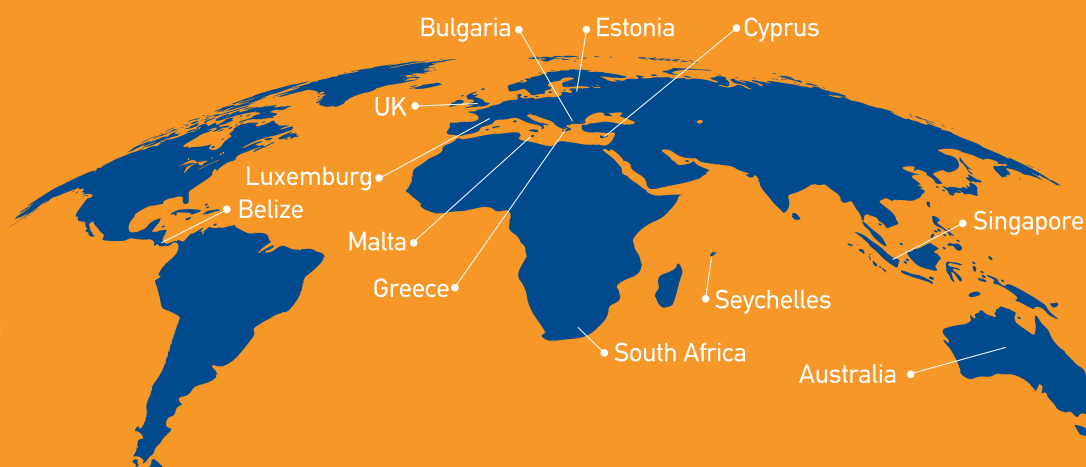 Bulgaria
Estonia
Cyprus
UK
Luxemburg
Belize
Singapore
Malta
Greece
Seychelles
South Africa
Australia